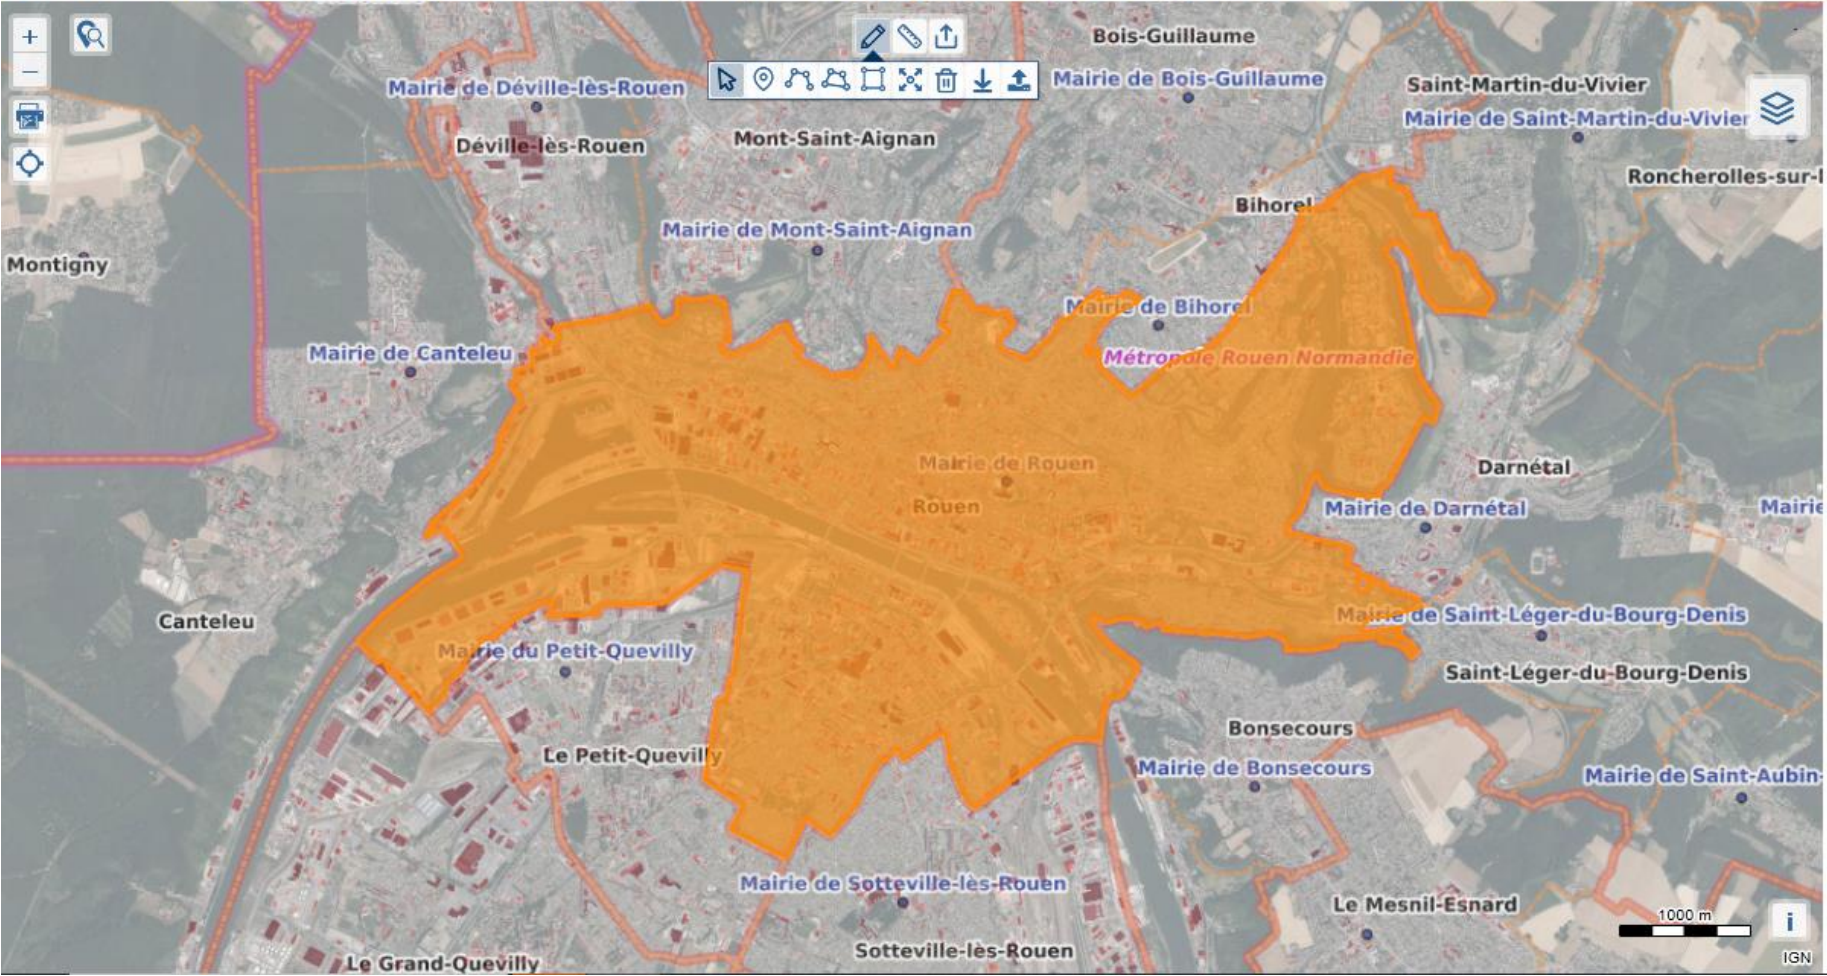 Bois-Guillaume
Mairie de Déville-lès-Rouen
Mairie de Bois-Guillaume
Saint-Martin-du-Vivier
Mairie de Saint-Martin-du-Vivier
Déville-lès-Rouen
Mont-Saint-Aignan
Roncherolles-sur-
Bihorel
Mairie de Mont-Saint-Aignan
Montigny
Mairie de Bihorel
Mairie de Canteleu
Métropole Rouen Normandie
Mairie de Rouen
Darnétal
Rouen
Mairie de Darnétal
Mairie
Canteleu
Mairie de Saint-Léger-du-Bourg-Denis
Mairie du Petit-Quevilly
Saint-Léger-du-Bourg-Denis
Bonsecours
Le Petit-Quevilly
Mairie de Bonsecours
Mairie de Saint-Aubin-
Mairie de Sotteville-lès-Rouen
Le Mesnil-Esnard
1000 m
Sotteville-lès-Rouen
Le Grand-Quevilly
IGN